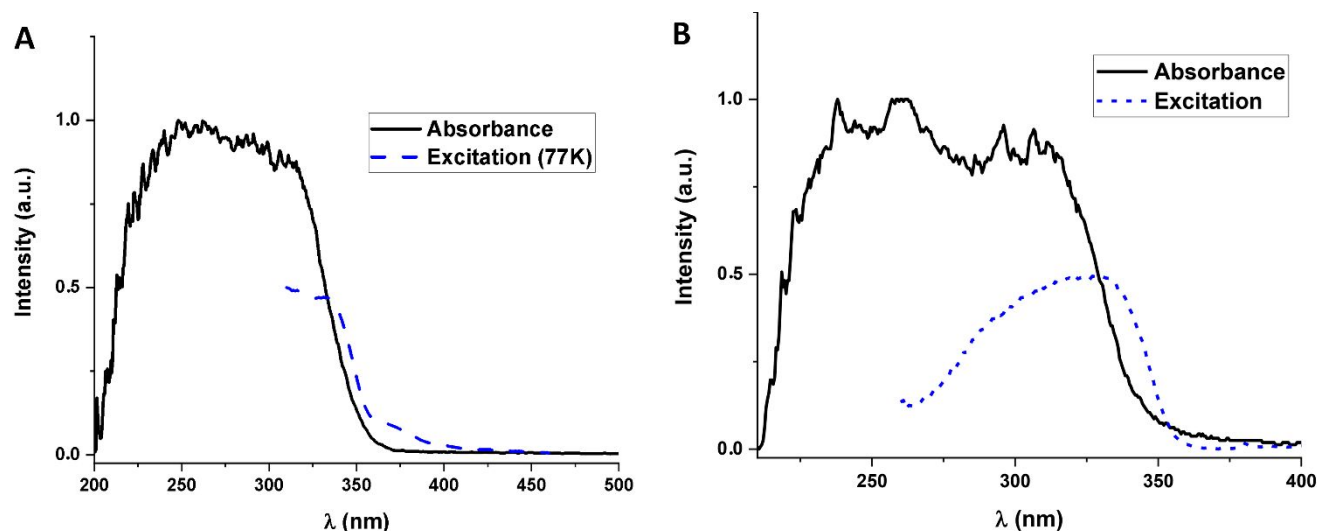 A
Intensity (a.u.)
1.0
0.5
0.0
200 250 300 350 400 450 500
λ (nm)
Absorbance
Excitation (77K)
B
Intensity (a.u.)
1.0
0.5
0.0
250 300 350 400
λ (nm)
Absorbance
Excitation